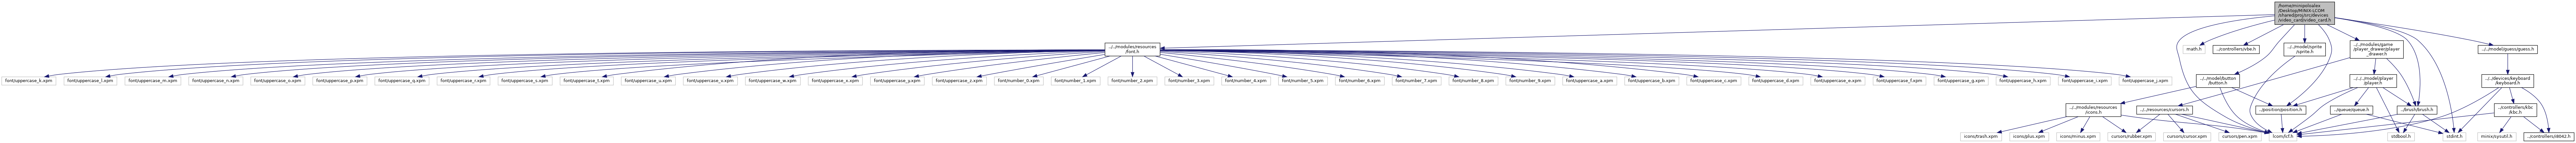 /home/minipoisalex
/Desktop/MINIX-LCOM
/shared/proj/src/devices
/video_card/video_card.h
../../modules/resources
/font.h
math.h
../controllers/vbe.h
../../model/sprite
/sprite.h
../../modules/game
/player_drawer/player
_drawer.h
../../model/guess/guess.h
font/uppercase_k.xpm
font/uppercase_l.xpm
font/uppercase_m.xpm
font/uppercase_n.xpm
font/uppercase_o.xpm
font/uppercase_p.xpm
font/uppercase_q.xpm
font/uppercase_r.xpm
font/uppercase_s.xpm
font/uppercase_t.xpm
font/uppercase_u.xpm
font/uppercase_v.xpm
font/uppercase_w.xpm
font/uppercase_x.xpm
font/uppercase_y.xpm
font/uppercase_z.xpm
font/number_0.xpm
font/number_1.xpm
font/number_2.xpm
font/number_3.xpm
font/number_4.xpm
font/number_5.xpm
font/number_6.xpm
font/number_7.xpm
font/number_8.xpm
font/number_9.xpm
font/uppercase_a.xpm
font/uppercase_b.xpm
font/uppercase_c.xpm
font/uppercase_d.xpm
font/uppercase_e.xpm
font/uppercase_f.xpm
font/uppercase_g.xpm
font/uppercase_h.xpm
font/uppercase_i.xpm
font/uppercase_j.xpm
../../model/button
/button.h
../../../model/player
/player.h
../../devices/keyboard
/keyboard.h
../../modules/resources
/icons.h
../../resources/cursors.h
../position/position.h
../queue/queue.h
../brush/brush.h
../controllers/kbc
/kbc.h
icons/trash.xpm
icons/plus.xpm
icons/minus.xpm
cursors/rubber.xpm
cursors/cursor.xpm
cursors/pen.xpm
lcom/lcf.h
stdbool.h
stdint.h
minix/sysutil.h
../controllers/i8042.h